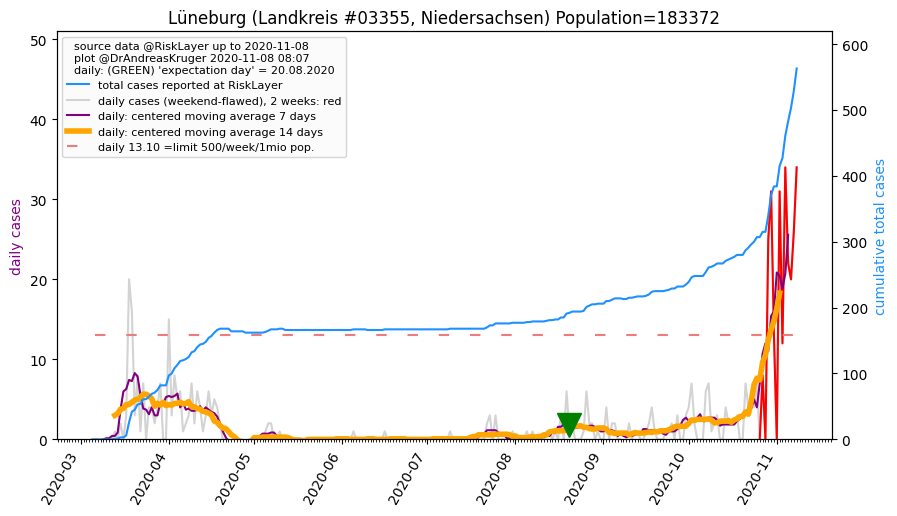 Lüneburg (Landkreis #03355, Niedersachsen) Population=183372
source data @RiskLayer up to 2020-11-08
plot @DrAndreasKruger 2020-11-08 08:07
daily: (GREEN) 'expectation day' = 20.08.2020
total cases reported at RiskLayer
daily cases (weekend-flawed), 2 weeks: red
daily: centered moving average 7 days
daily: centered moving average 14 days
daily 13.10 =limit 500/week/1mio pop.
daily cases
50
40
30
20
10
0
cumulative total cases
600
500
400
300
200
100
0
2020-03
2020-04
2020-05
2020-06
2020-07
2020-08
2020-09
2020-10
2020-11